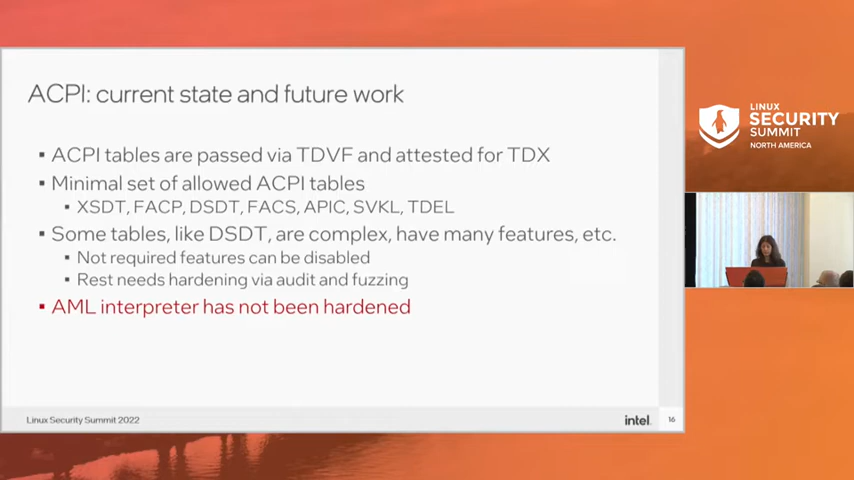 ACPI: current state and future work
▪ ACPI tables are passed via TDVF and attested for TDX
▪ Minimal set of allowed ACPI tables
▪ XSDT, FACP, DSDT, FACS, APIC, SVKL, TDEL
▪ Some tables, like DSDT, are complex, have many features, etc.
▪ Not required features can be disabled
▪ Rest needs hardening via audit and fuzzing
▪ AML interpreter has not been hardened
Linux Security Summit 2022
intel.
16
LINUX
SECURITY
SUMMIT
NORTH AMERICA